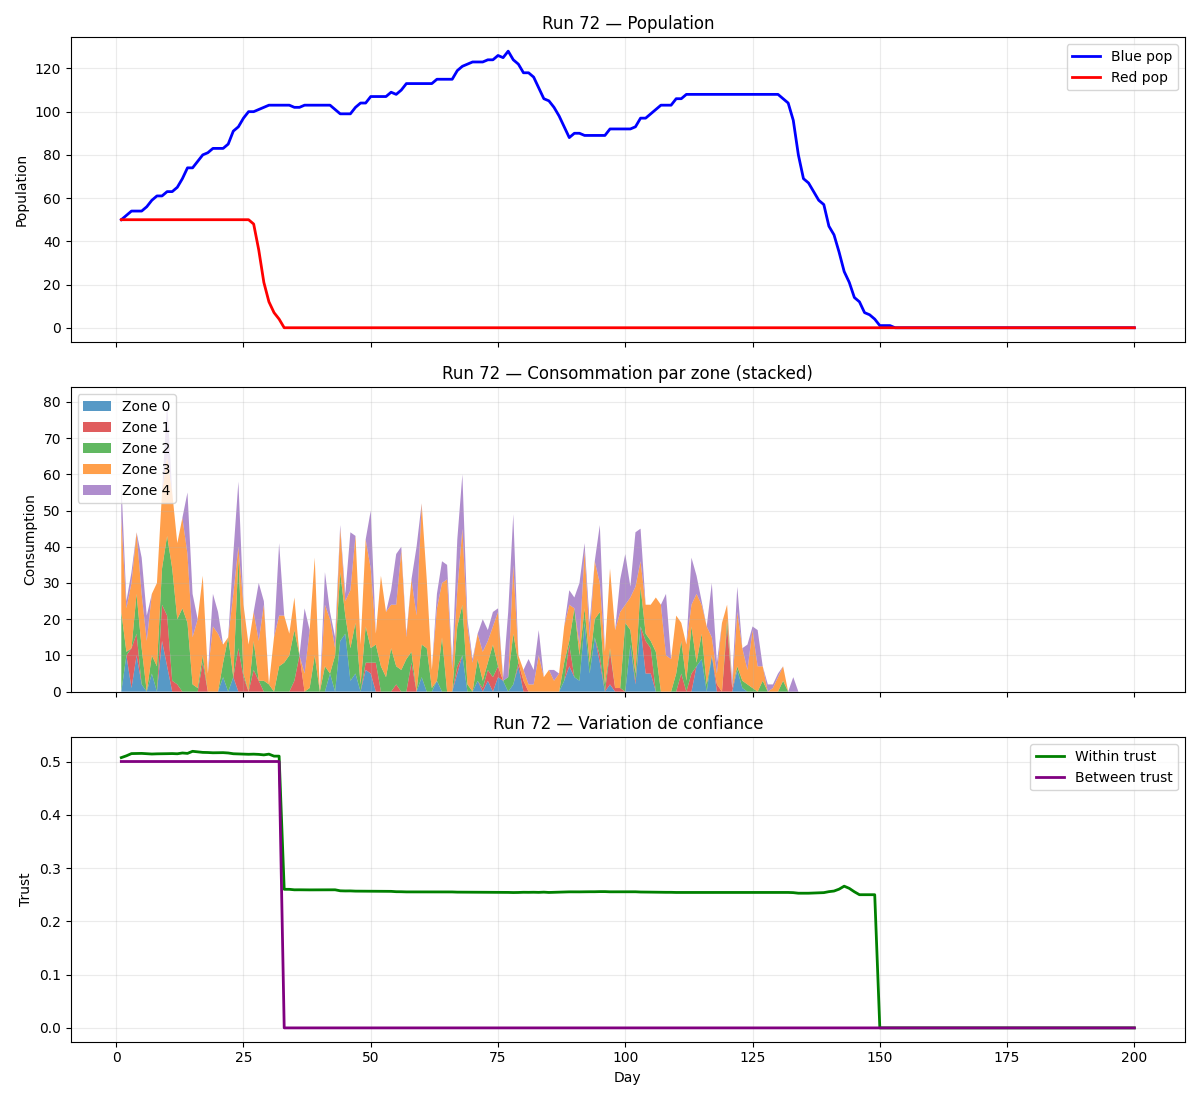 Run 72 — Population
Population
120
100
80
60
40
20
0
Blue pop
Red pop
Run 72 — Consommation par zone (stacked)
Consumption
80
70
60
50
40
30
20
10
0
Zone 0
Zone 1
Zone 2
Zone 3
Zone 4
Run 72 — Variation de confiance
Trust
0.5
0.4
0.3
0.2
0.1
0.0
Within trust
Between trust
0 25 50 75 100 125 150 175 200
Day